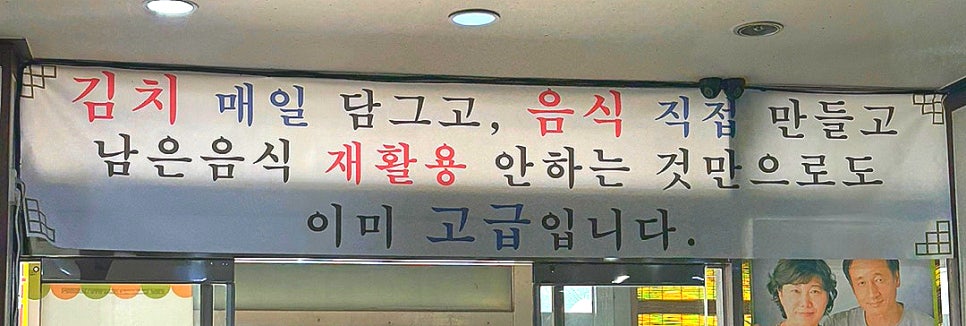 김치 매일 담그고, 음식 직접 만들고
남은음식 재활용 안하는 것만으로도
이미 고급입니다.